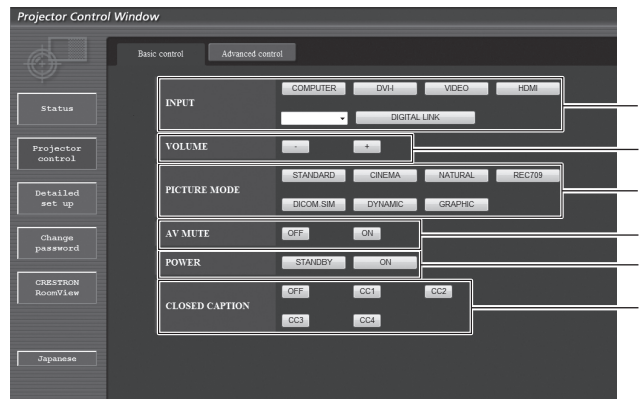 Projector Control Window
Basic control
Advanced control
Status
Projector
control
Detailed
set up
Change
password
CRESTRON
RoomView
Japanese
INPUT
COMPUTER DVI-I VIDEO HDMI
DIGITAL LINK
VOLUME - +
PICTURE MODE
STANDARD CINEMA NATURAL REC709
DICOM SIM DYNAMIC GRAPHIC
AV MUTE OFF ON
POWER STANDBY ON
CLOSED CAPTION
OFF CC1 CC2
CC3 CC4